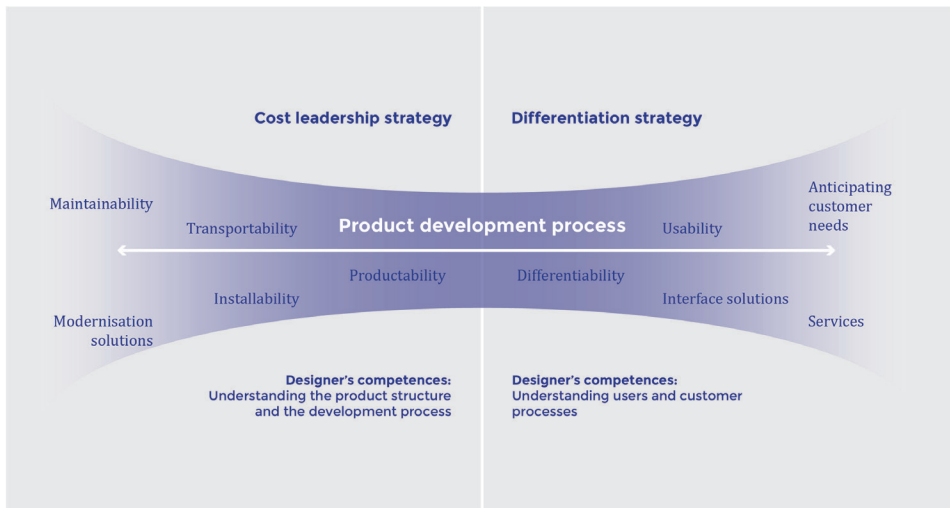 Cost leadership strategy
Differentiation strategy
Maintainability
Anticipating
customer
needs
Transportability
Product development process
Usability
Productability
Differentiability
Installability
Interface solutions
Modernisation
solutions
Services
Designer's competences:
Understanding the product structure
and the development process
Designer's competences:
Understanding users and customer
processes